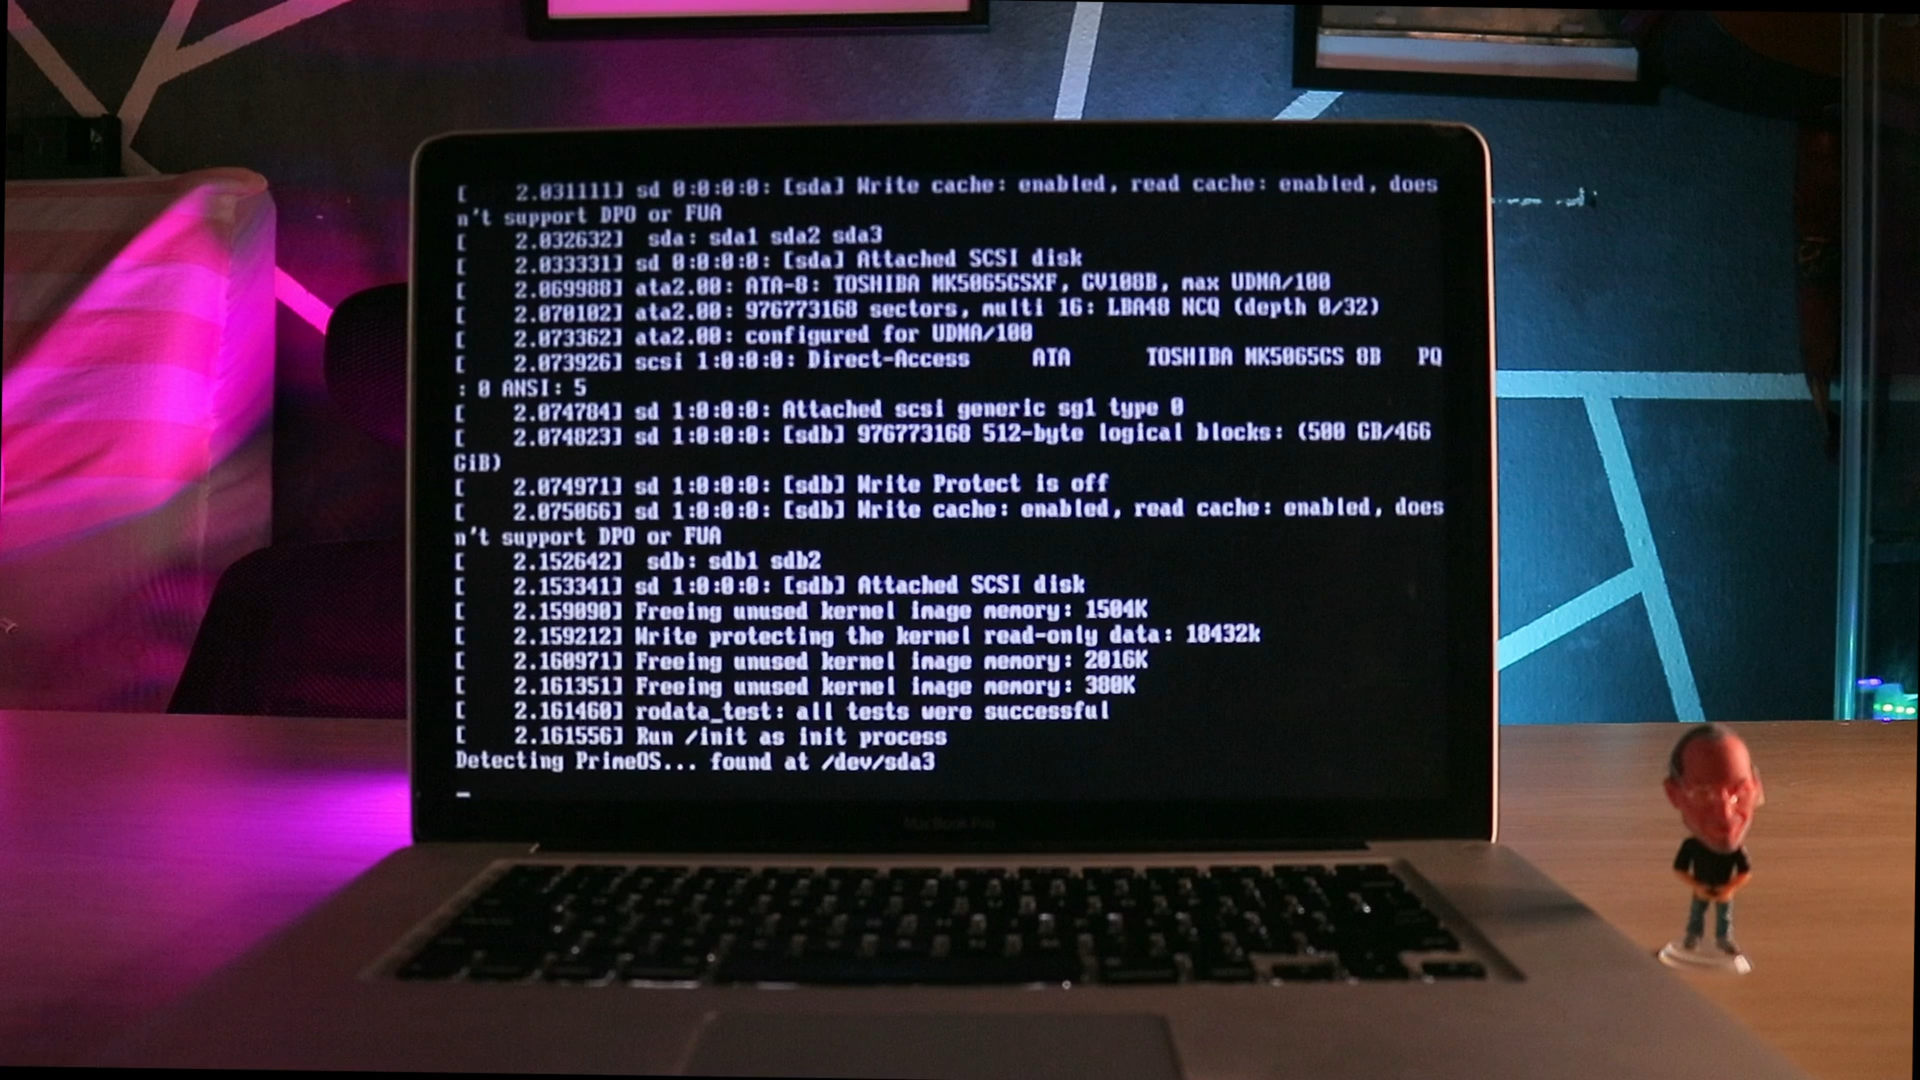 [    2.031111] sd 0:0:0:0: [sda] Write cache: enabled, read cache: enabled, does
n't support DPO or FUA
[    2.032632]  sda: sda1 sda2 sda3
[    2.033331] sd 0:0:0:0: [sda] Attached SCSI disk
[    2.069988] ata2.00: ATA-8: TOSHIBA MK5065GSXF, GV108B, max UDMA/100
[    2.070102] ata2.00: 976773168 sectors, multi 16: LBA48 NCQ (depth 0/32)
[    2.073362] ata2.00: configured for UDMA/100
[    2.073926] scsi 1:0:0:0: Direct-Access     ATA      TOSHIBA MK5065GS 8B   PQ
: 0 ANSI: 5
[    2.074784] sd 1:0:0:0: Attached scsi generic sg1 type 0
[    2.074823] sd 1:0:0:0: [sdb] 976773168 512-byte logical blocks: (500 GB/466
GiB)
[    2.074971] sd 1:0:0:0: [sdb] Write Protect is off
[    2.075066] sd 1:0:0:0: [sdb] Write cache: enabled, read cache: enabled, does
n't support DPO or FUA
[    2.152642]  sdb: sdb1 sdb2
[    2.153341] sd 1:0:0:0: [sdb] Attached SCSI disk
[    2.159090] Freeing unused kernel image memory: 1504K
[    2.159212] Write protecting the kernel read-only data: 18432k
[    2.160971] Freeing unused kernel image memory: 2016K
[    2.161351] Freeing unused kernel image memory: 380K
[    2.161460] rodata_test: all tests were successful
[    2.161556] Run /init as init process
Detecting PrimeOS... found at /dev/sda3
_
MacBook Pro